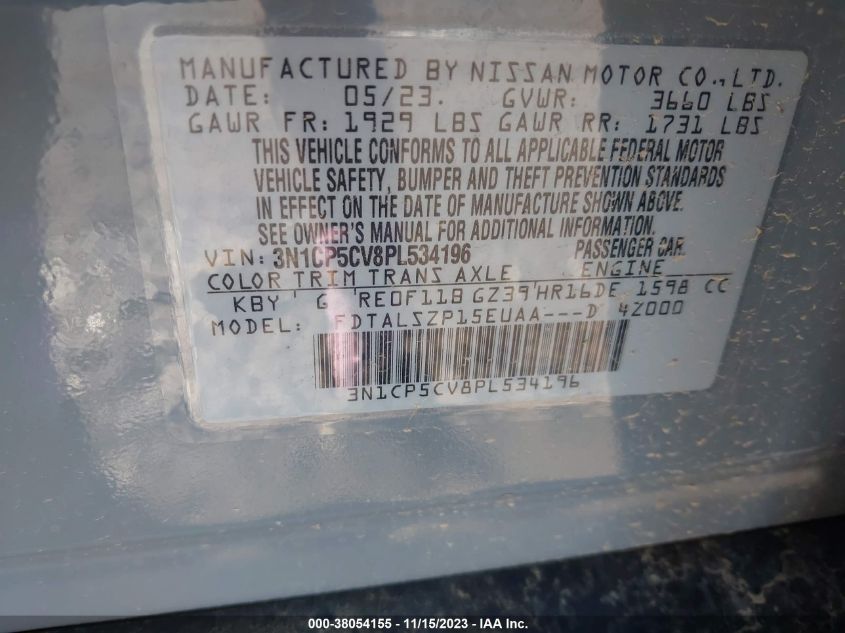 MANUFACTURED BY NISSAN MOTOR CO., LTD.
DATE: 05/23. GVWR: 3660 LBS
GAWR FR: 1929 LBS GAWR RR: 1731 LBS
THIS VEHICLE CONFORMS TO ALL APPLICABLE FEDERAL MOTOR
VEHICLE SAFETY, BUMPER AND THEFT PREVENTION STANDARDS
IN EFFECT ON THE DATE OF MANUFACTURE SHOWN ABOVE.
SEE OWNER'S MANUAL FOR ADDITIONAL INFORMATION.
VIN: 3N1CP5CV8PL534196 PASSENGER CAR
COLOR TRIM TRANS AXLE ENGINE
KBY ' G 'RE0F11B GZ39'HR16DE 1598 CC
MODEL: FDTALSZP15EUAA---D 4Z000
3N1CP5CV8PL534196
000-38054155 - 11/15/2023 - IAA Inc.